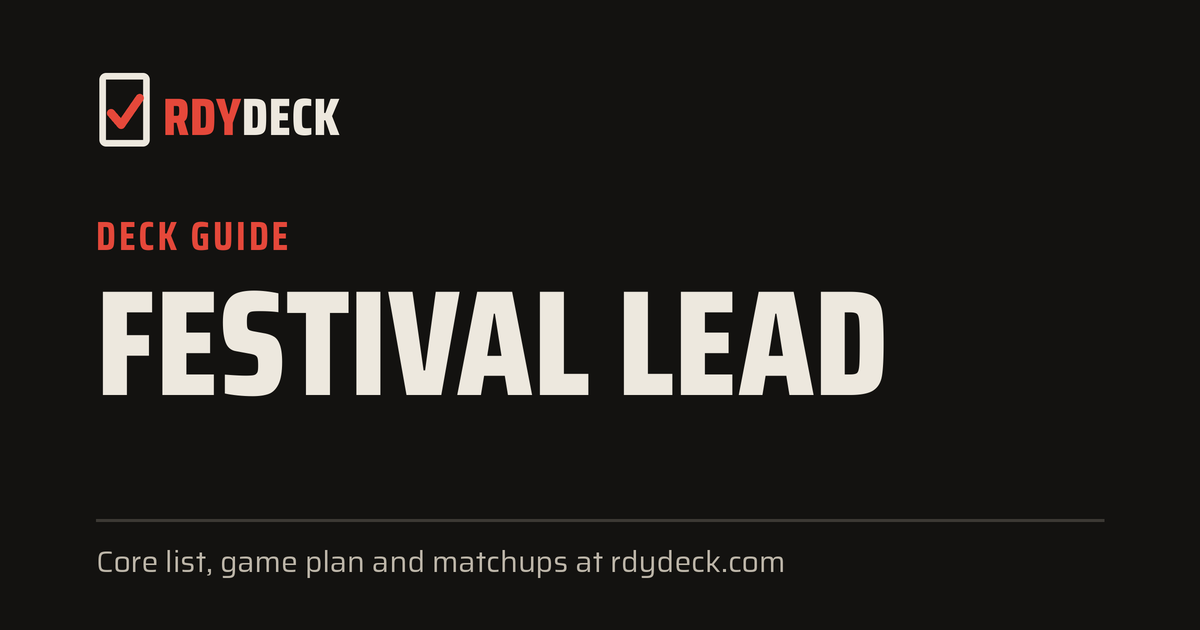 RDYDECK
DECK GUIDE
FESTIVAL LEAD
Core list, game plan and matchups at rdydeck.com